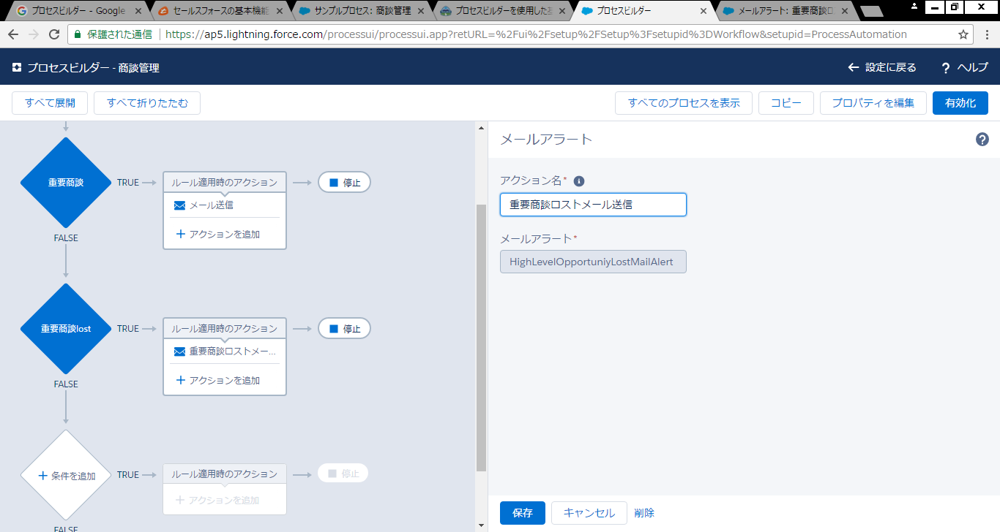 プロセスビルダー - Google
セールスフォースの基本機能
サンプルプロセス: 商談管理
プロセスビルダーを使用した
プロセスビルダー
メールアラート: 重要商談ロ
保護された通信
https://ap5.lightning.force.com/processui/processui.app?retURL=%2Fui%2Fsetup%2FSetup%3Fsetupid%3DWorkflow&setupid=ProcessAutomation
プロセスビルダー - 商談管理
設定に戻る
? ヘルプ
すべて展開
すべて折りたたむ
すべてのプロセスを表示
コピー
プロパティを編集
有効化
重要商談
TRUE
ルール適用時のアクション
停止
メール送信
+ アクションを追加
FALSE
重要商談lost
TRUE
ルール適用時のアクション
停止
重要商談ロストメー...
+ アクションを追加
FALSE
+ 条件を追加
TRUE
ルール適用時のアクション
停止
+ アクションを追加
FALSE
メールアラート
?
アクション名*
重要商談ロストメール送信
メールアラート*
HighLevelOpportuniyLostMailAlert
保存
キャンセル
削除